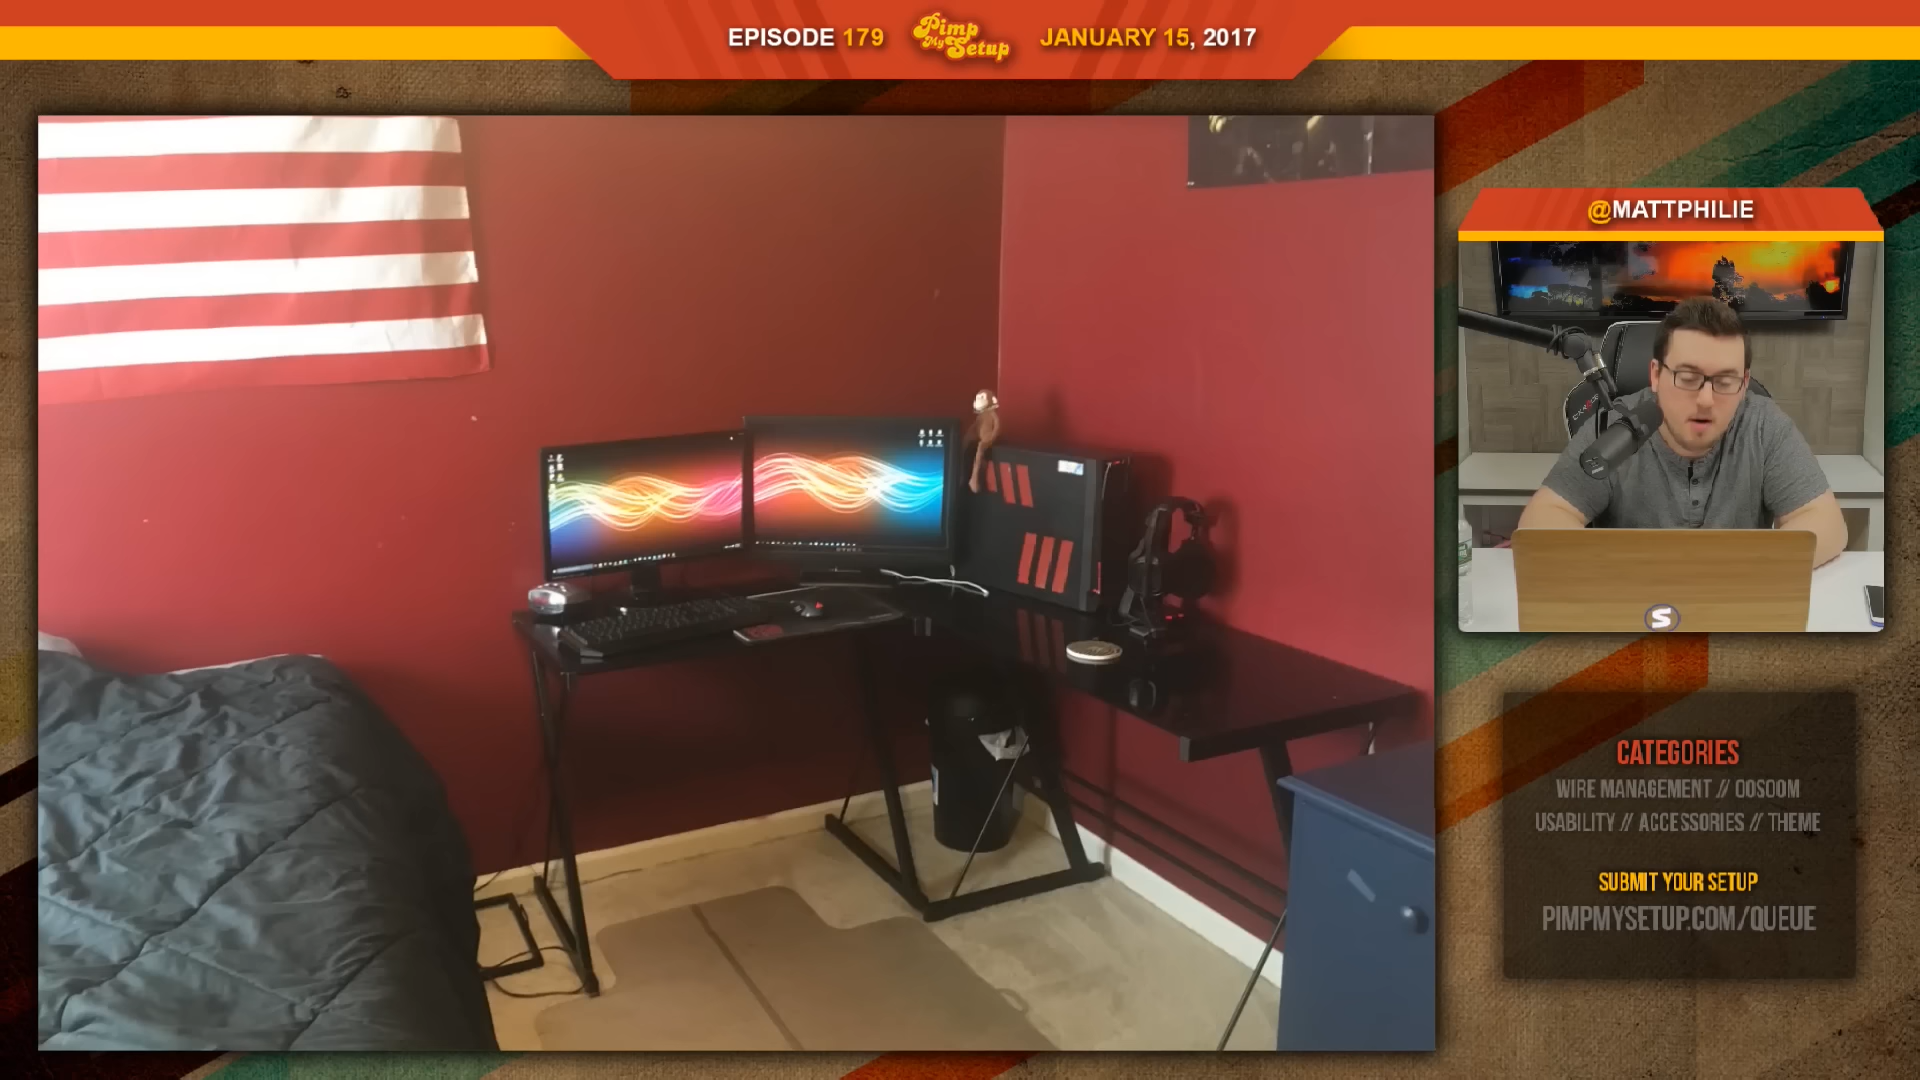 EPISODE 179
Pimp
My
Setup
JANUARY 15, 2017
@MATTPHILIE
S
CATEGORIES
WIRE MANAGEMENT // OOSOOM
USABILITY // ACCESSORIES // THEME
SUBMIT YOUR SETUP
PIMPMYSETUP.COM/QUEUE